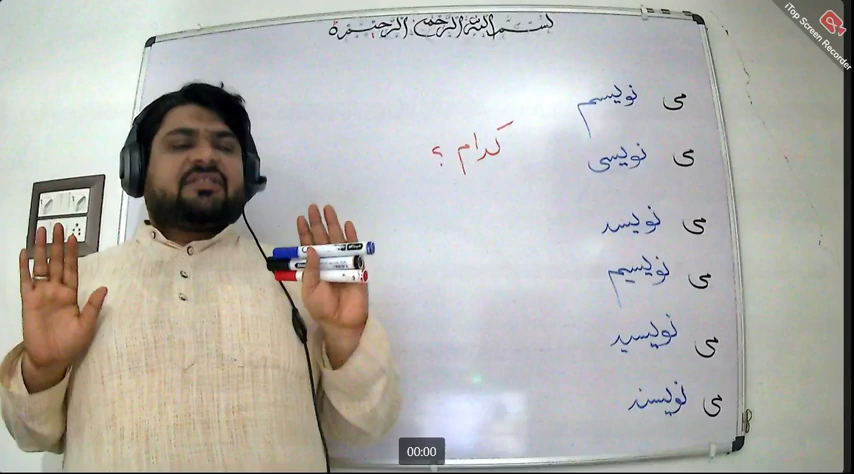 بسم الله الرحمن الرحيم
می نویسم
می نویسی
کدام ؟
می نویسد
می نویسیم
می نویسید
می نویسند
iTop Screen Recorder
00:00